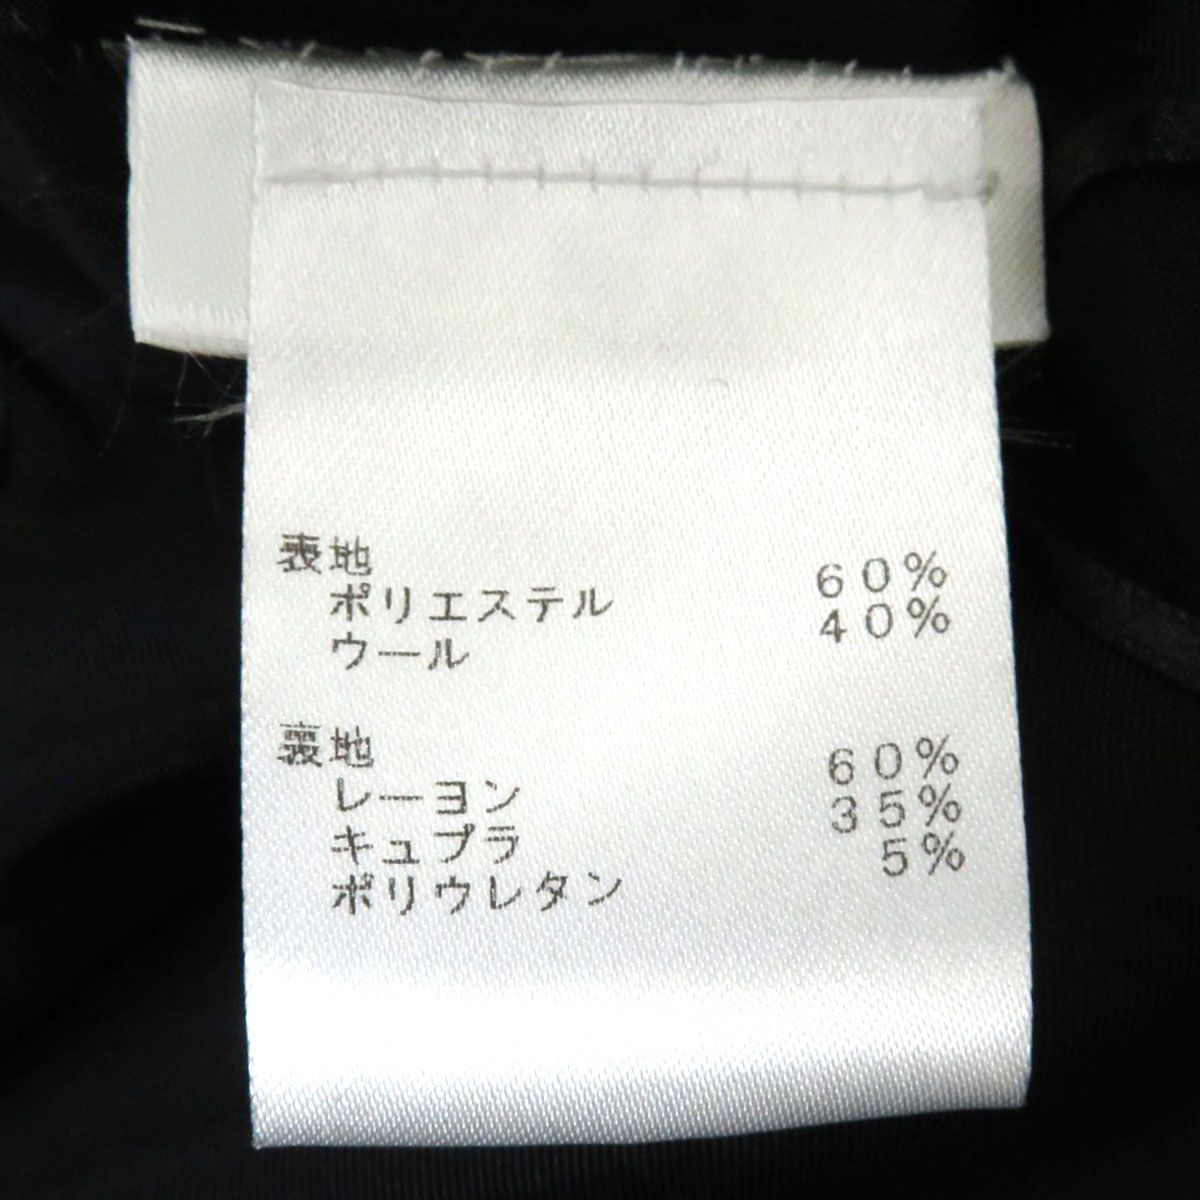 表地
ポリエステル 60%
ウール 40%
裏地
レーヨン 60%
キュプラ 35%
ポリウレタン 5%